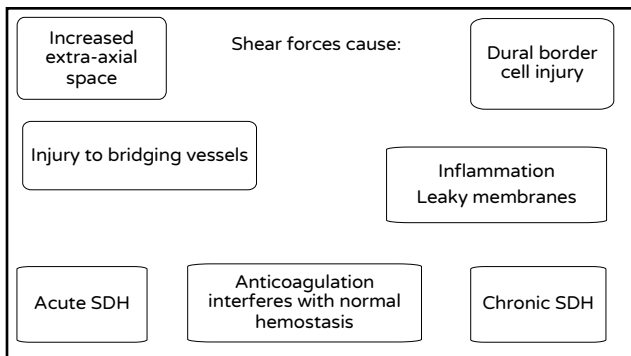 Increased
extra-axial
space
Shear forces cause:
Dural border
cell injury
Injury to bridging vessels
Inflammation
Leaky membranes
Acute SDH
Anticoagulation
interferes with normal
hemostasis
Chronic SDH